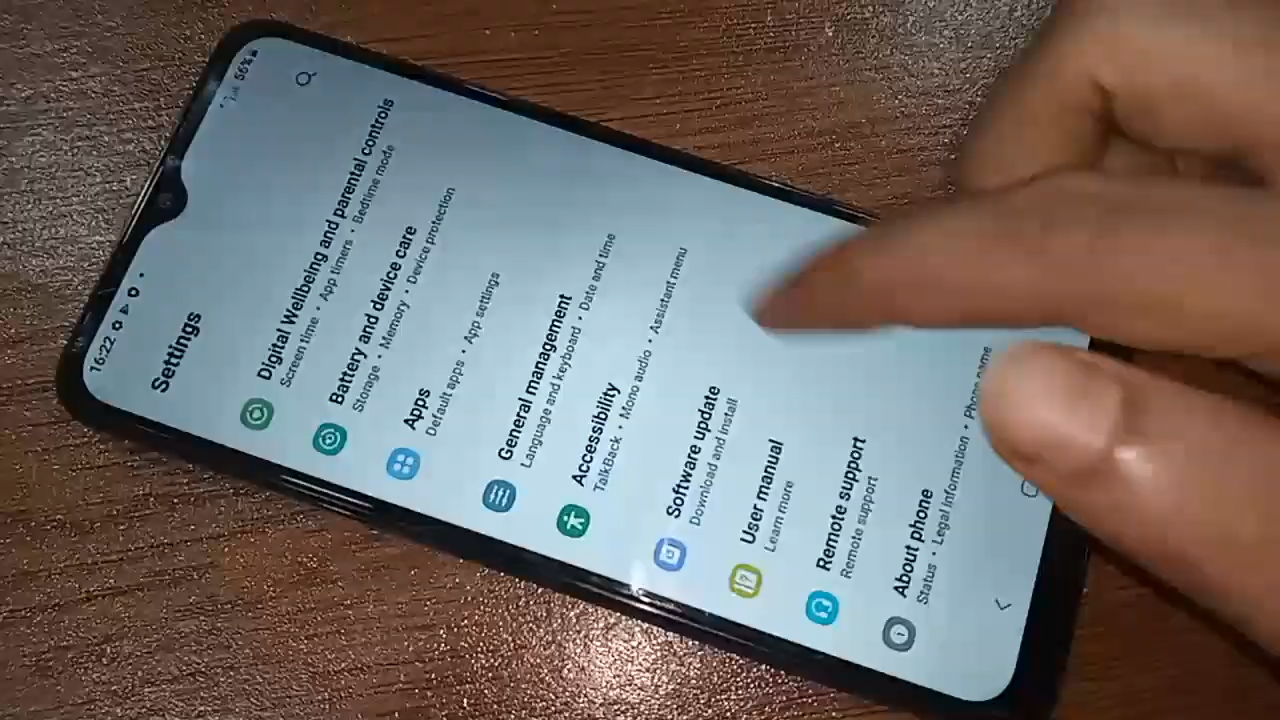 16:22
56%
Settings
Digital Wellbeing and parental controls
Screen time • App timers • Bedtime mode
Battery and device care
Storage • Memory • Device protection
Apps
Default apps • App settings
General management
Language and keyboard • Date and time
Accessibility
TalkBack • Mono audio • Assistant menu
Software update
Download and install
User manual
Learn more
Remote support
Remote support
About phone
Status • Legal information • Phone name